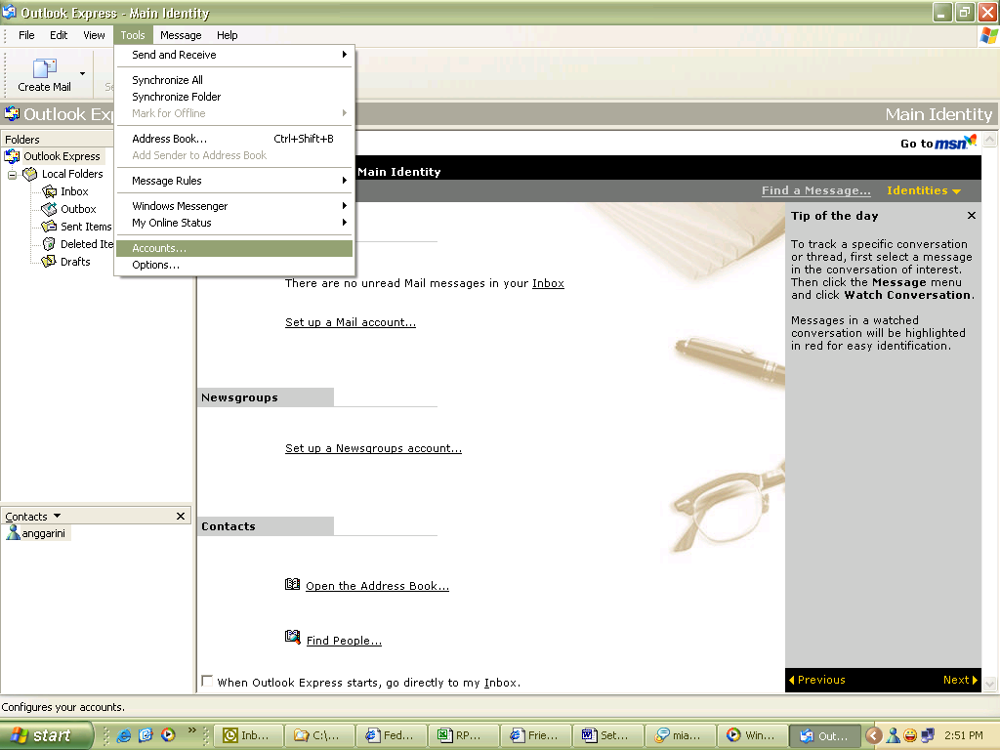 Outlook Express - Main Identity
File Edit View Tools Message Help
Create Mail
Send and Receive
Synchronize All
Synchronize Folder
Mark for Offline
Address Book... Ctrl+Shift+B
Add Sender to Address Book
Message Rules
Windows Messenger
My Online Status
Accounts...
Options...
Outlook Exp Main Identity
Folders
Outlook Express
Local Folders
Inbox
Outbox
Sent Items
Deleted Ite
Drafts
Contacts
anggarini
Go to msn
Main Identity
Find a Message... Identities
There are no unread Mail messages in your Inbox
Set up a Mail account...
Newsgroups
Set up a Newsgroups account...
Contacts
Open the Address Book...
Find People...
When Outlook Express starts, go directly to my Inbox.
Tip of the day
To track a specific conversation
or thread, first select a message
in the conversation of interest.
Then click the Message menu
and click Watch Conversation.
Messages in a watched
conversation will be highlighted
in red for easy identification.
Previous Next
Configures your accounts.
start » Inb... C:\... Fed... RP... Frie... Set... mia... Win... Out... 2:51 PM